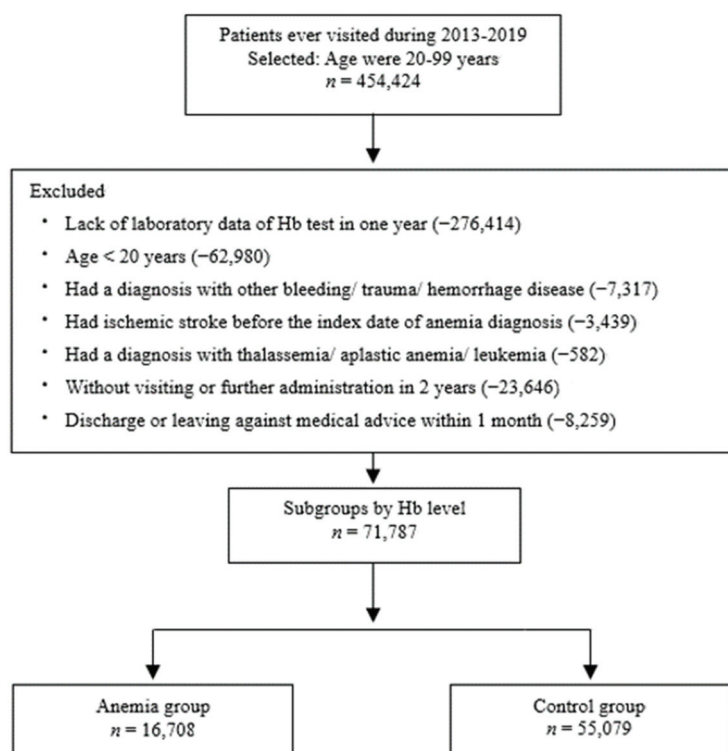 Patients ever visited during 2013-2019
Selected: Age were 20-99 years
n = 454,424
Excluded
• Lack of laboratory data of Hb test in one year (−276,414)
• Age < 20 years (−62,980)
• Had a diagnosis with other bleeding/ trauma/ hemorrhage disease (−7,317)
• Had ischemic stroke before the index date of anemia diagnosis (−3,439)
• Had a diagnosis with thalassemia/ aplastic anemia/ leukemia (−582)
• Without visiting or further administration in 2 years (−23,646)
• Discharge or leaving against medical advice within 1 month (−8,259)
Subgroups by Hb level
n = 71,787
Anemia group
n = 16,708
Control group
n = 55,079